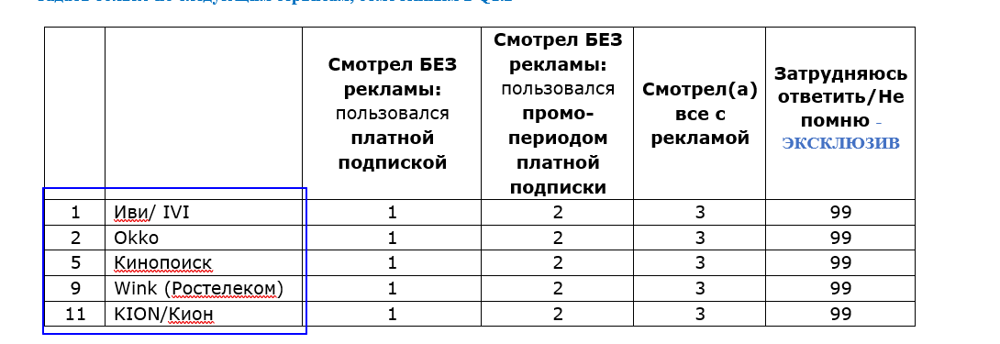 Смотрел БЕЗ
рекламы:
пользовался
платной
подпиской
Смотрел БЕЗ
рекламы:
пользовался
промо-
периодом
платной
подписки
Смотрел(а)
все с
рекламой
Затрудняюсь
ответить/Не
помню -
ЭКСКЛЮЗИВ
1 Иви/ IVI 1 2 3 99
2 Okko 1 2 3 99
5 Кинопоиск 1 2 3 99
9 Wink (Ростелеком) 1 2 3 99
11 KION/Кион 1 2 3 99